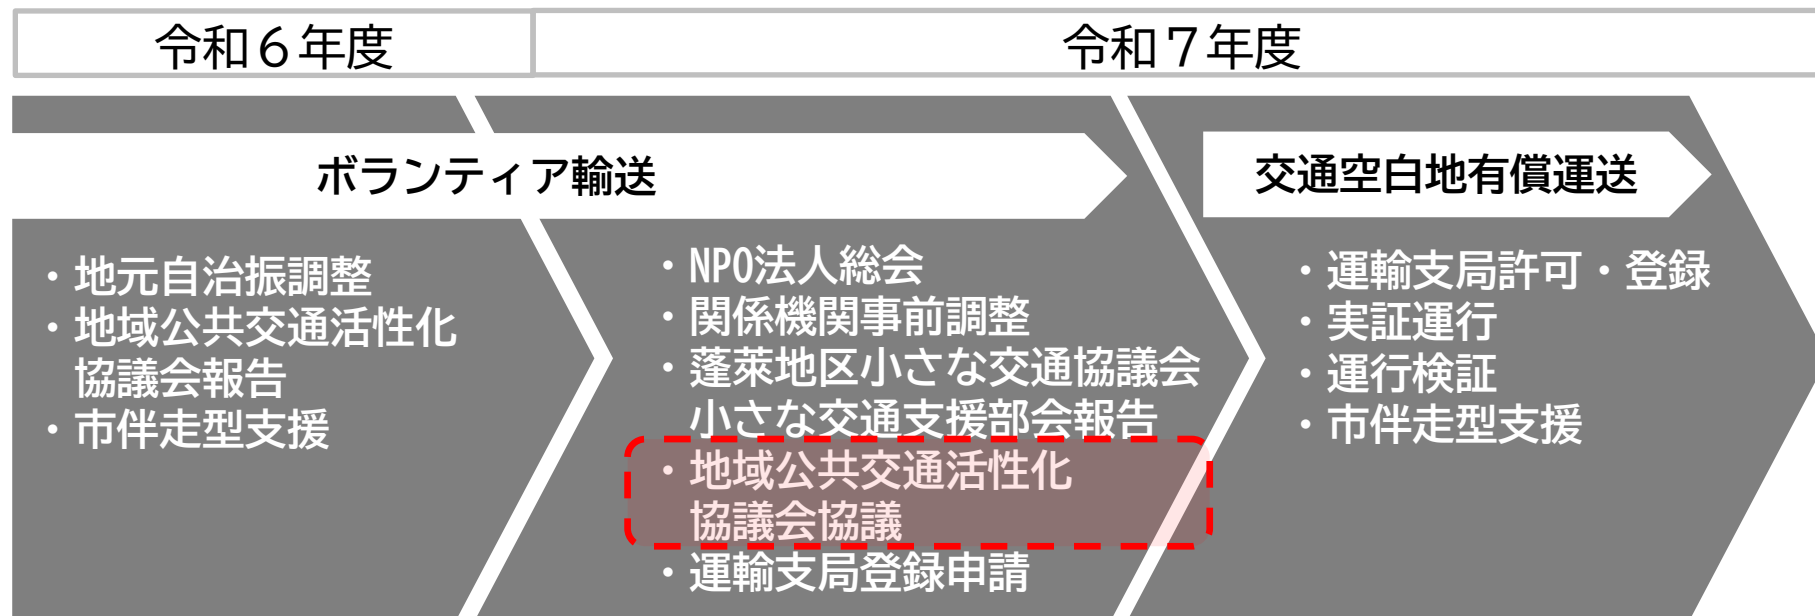 令和６年度
令和７年度
ボランティア輸送
交通空白地有償運送
・地元自治振調整
・地域公共交通活性化
協議会報告
・市伴走型支援
・NPO法人総会
・関係機関事前調整
・蓬莱地区小さな交通協議会
小さな交通支援部会報告
・地域公共交通活性化
協議会協議
・運輸支局登録申請
・運輸支局許可・登録
・実証運行
・運行検証
・市伴走型支援